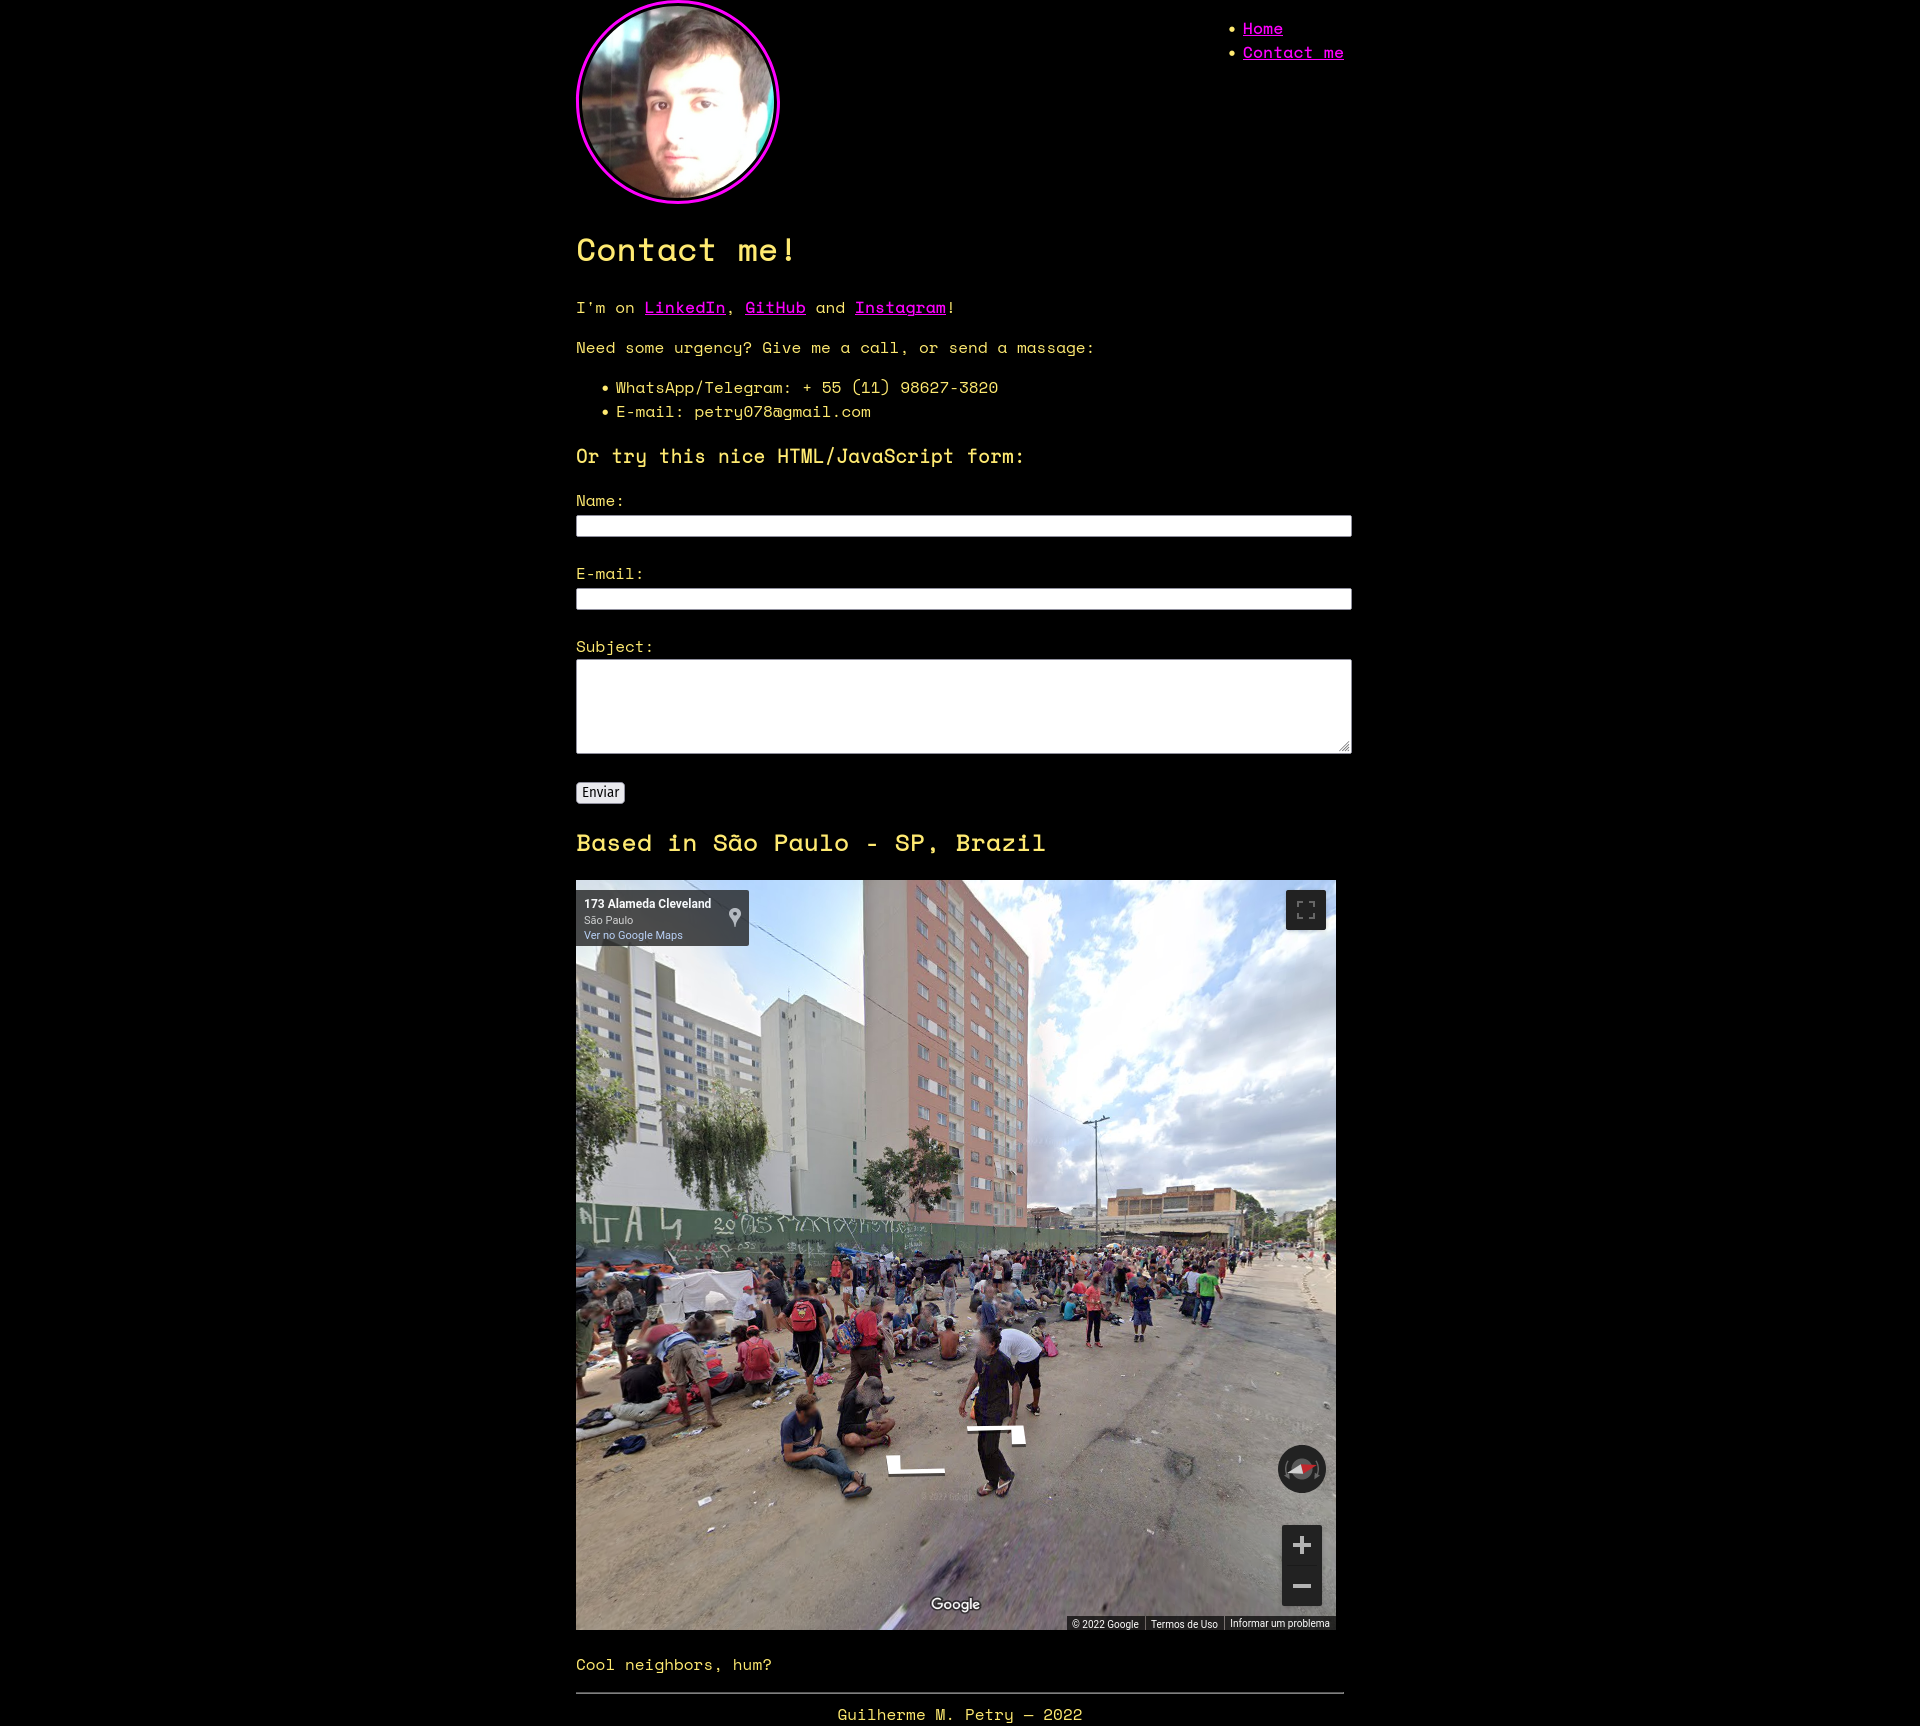 Home
Contact me
Contact me!
I'm on LinkedIn, GitHub and Instagram!
Need some urgency? Give me a call, or send a massage:
WhatsApp/Telegram: + 55 (11) 98627-3820
E-mail: petry078@gmail.com
Or try this nice HTML/JavaScript form:
Name:
E-mail:
Subject:
Enviar
Based in São Paulo - SP, Brazil
173 Alameda Cleveland
São Paulo
Ver no Google Maps
Google
© 2022 Google
Termos de Uso
Informar um problema
Cool neighbors, hum?
Guilherme M. Petry — 2022